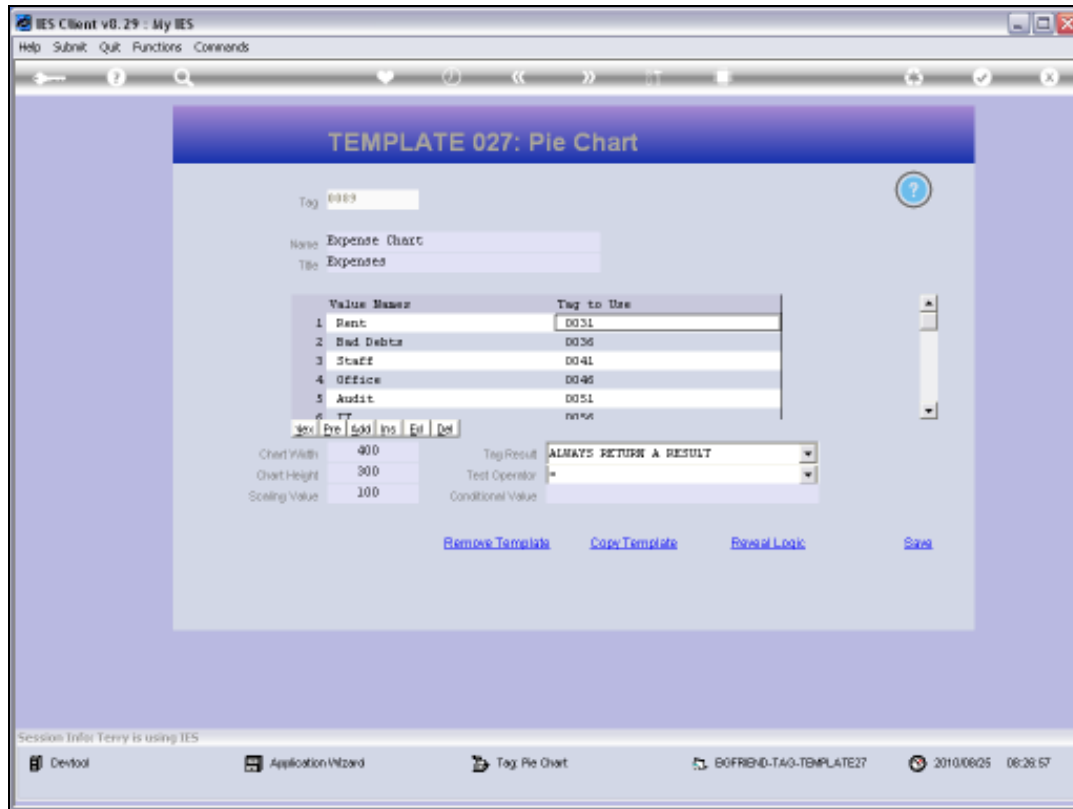 IES Client v8.29 : My IES
Help Submit Quit Functions Commands
TEMPLATE 027: Pie Chart
Tag 0089
Name Expense Chart
Title Expenses
Value Names Tag to Use
1 Rent 0031
2 Bad Debts 0036
3 Staff 0041
4 Office 0046
5 Audit 0051
6 IT 0056
Nex Pre Add Ins Del
Chart Width 400 Tag Result ALWAYS RETURN A RESULT
Chart Height 300 Test Operator =
Scaling Value 100 Conditional Value
Remove Template Copy Template Reveal Logic Save
Session Info: Terry is using IES
Devtool Application Wizard Tag: Pie Chart BGFRIEND-TAG-TEMPLATE27 2010/08/25 08:26:57